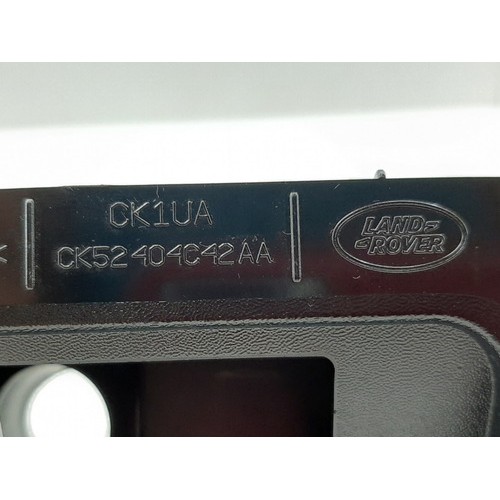 CK1UA
CK52404C42AA
LAND-
-ROVER